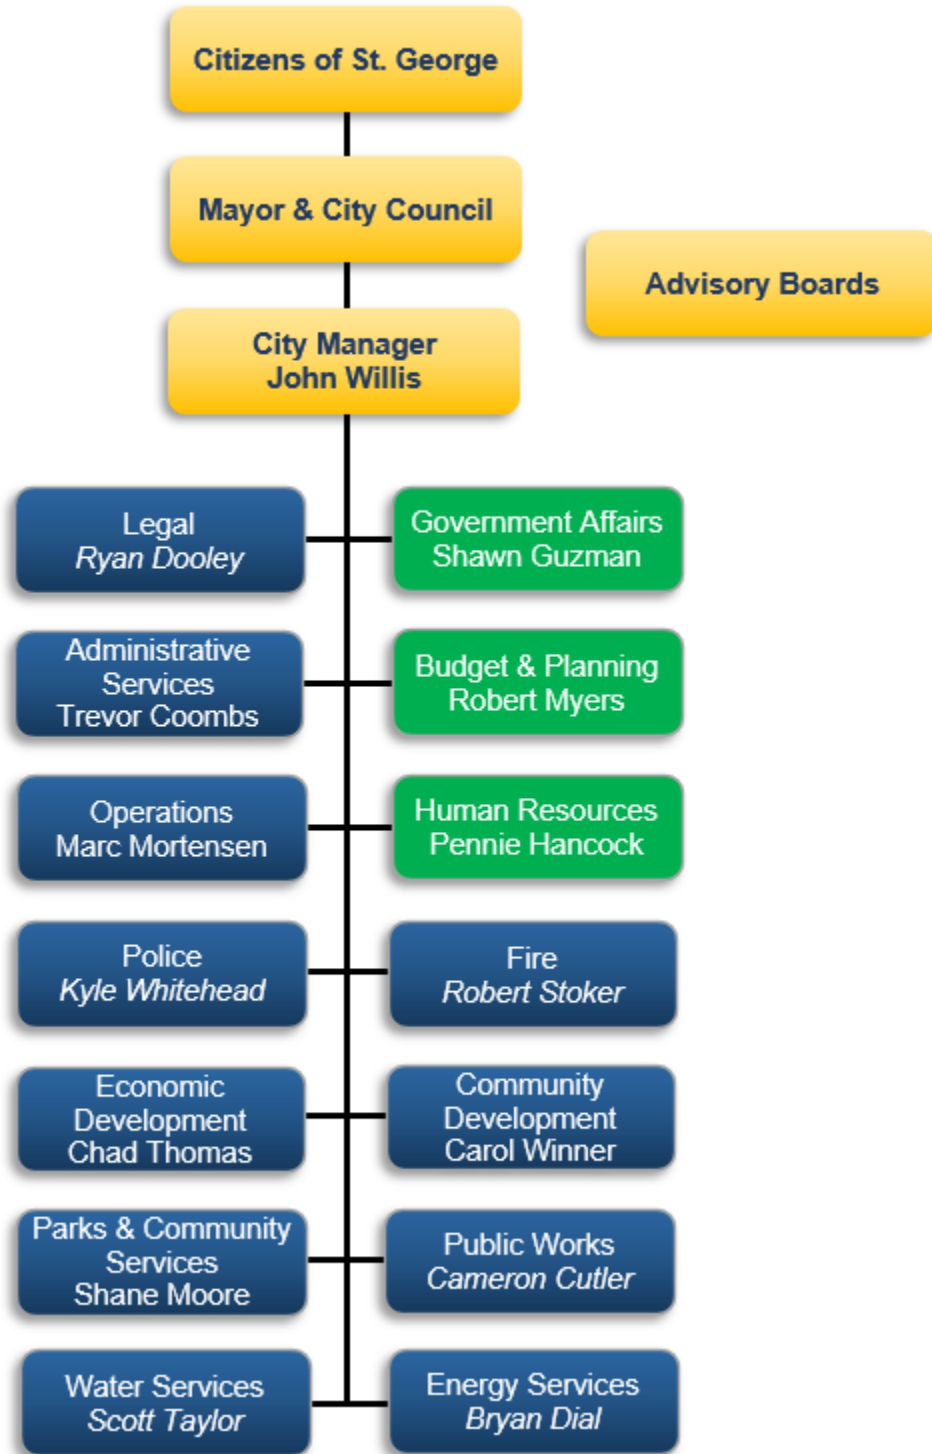 Citizens of St. George
Mayor & City Council
Advisory Boards
City Manager
John Willis
Legal
Ryan Dooley
Government Affairs
Shawn Guzman
Administrative
Services
Trevor Coombs
Budget & Planning
Robert Myers
Operations
Marc Mortensen
Human Resources
Pennie Hancock
Police
Kyle Whitehead
Fire
Robert Stoker
Economic
Development
Chad Thomas
Community
Development
Carol Winner
Parks & Community
Services
Shane Moore
Public Works
Cameron Cutler
Water Services
Scott Taylor
Energy Services
Bryan Dial